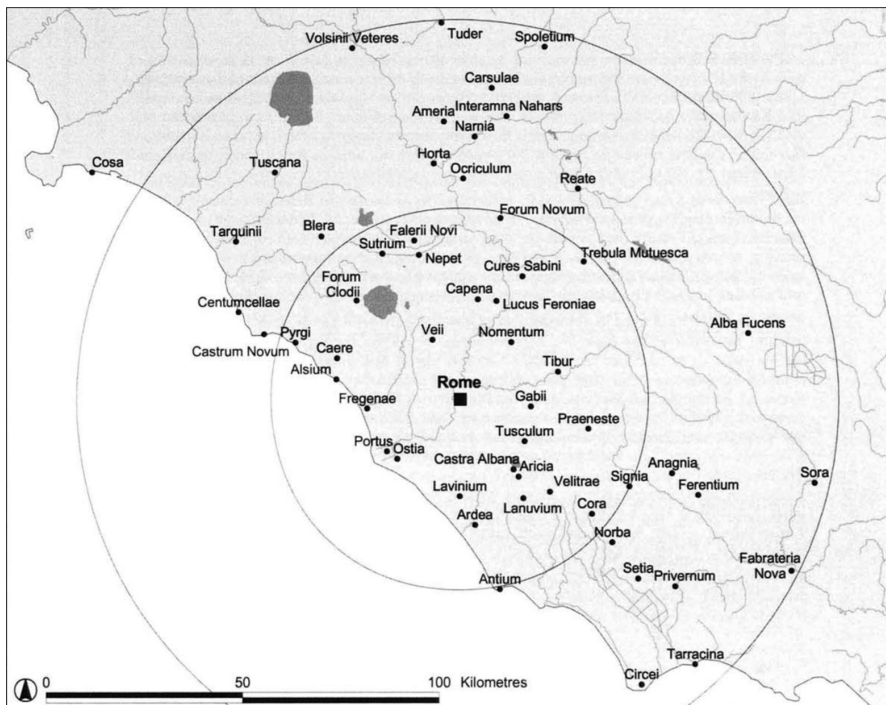 Volsinii Veteres
Tuder
Spoletium
Carsulae
Interamna Nahars
Ameria
Narnia
Cosa
Tuscana
Horta
Ocriculum
Reate
Forum Novum
Tarquinii
Blera
Falerii Novi
Sutrium
Nepet
Trebula Mutuesca
Cures Sabini
Forum
Clodii
Capena
Lucus Feroniae
Centumcellae
Pyrgi
Castrum Novum
Veii
Nomentum
Alba Fucens
Caere
Alsium
Tibur
Rome
Fregenae
Gabii
Praeneste
Tusculum
Portus
Ostia
Castra Albana
Aricia
Anagnia
Sora
Lavinium
Velitrae
Signia
Ferentium
Ardea
Lanuvium
Cora
Norba
Antium
Setia
Privernum
Fabrateria
Nova
Tarracina
Circei
0 50 100 Kilometres